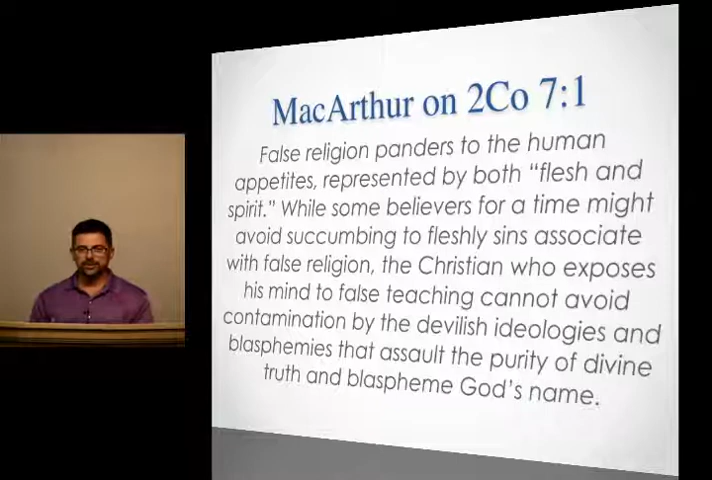 MacArthur on 2Co 7:1
False religion panders to the human
appetites, represented by both "flesh and
spirit." While some believers for a time might
avoid succumbing to fleshly sins associate
with false religion, the Christian who exposes
his mind to false teaching cannot avoid
contamination by the devilish ideologies and
blasphemies that assault the purity of divine
truth and blaspheme God's name.